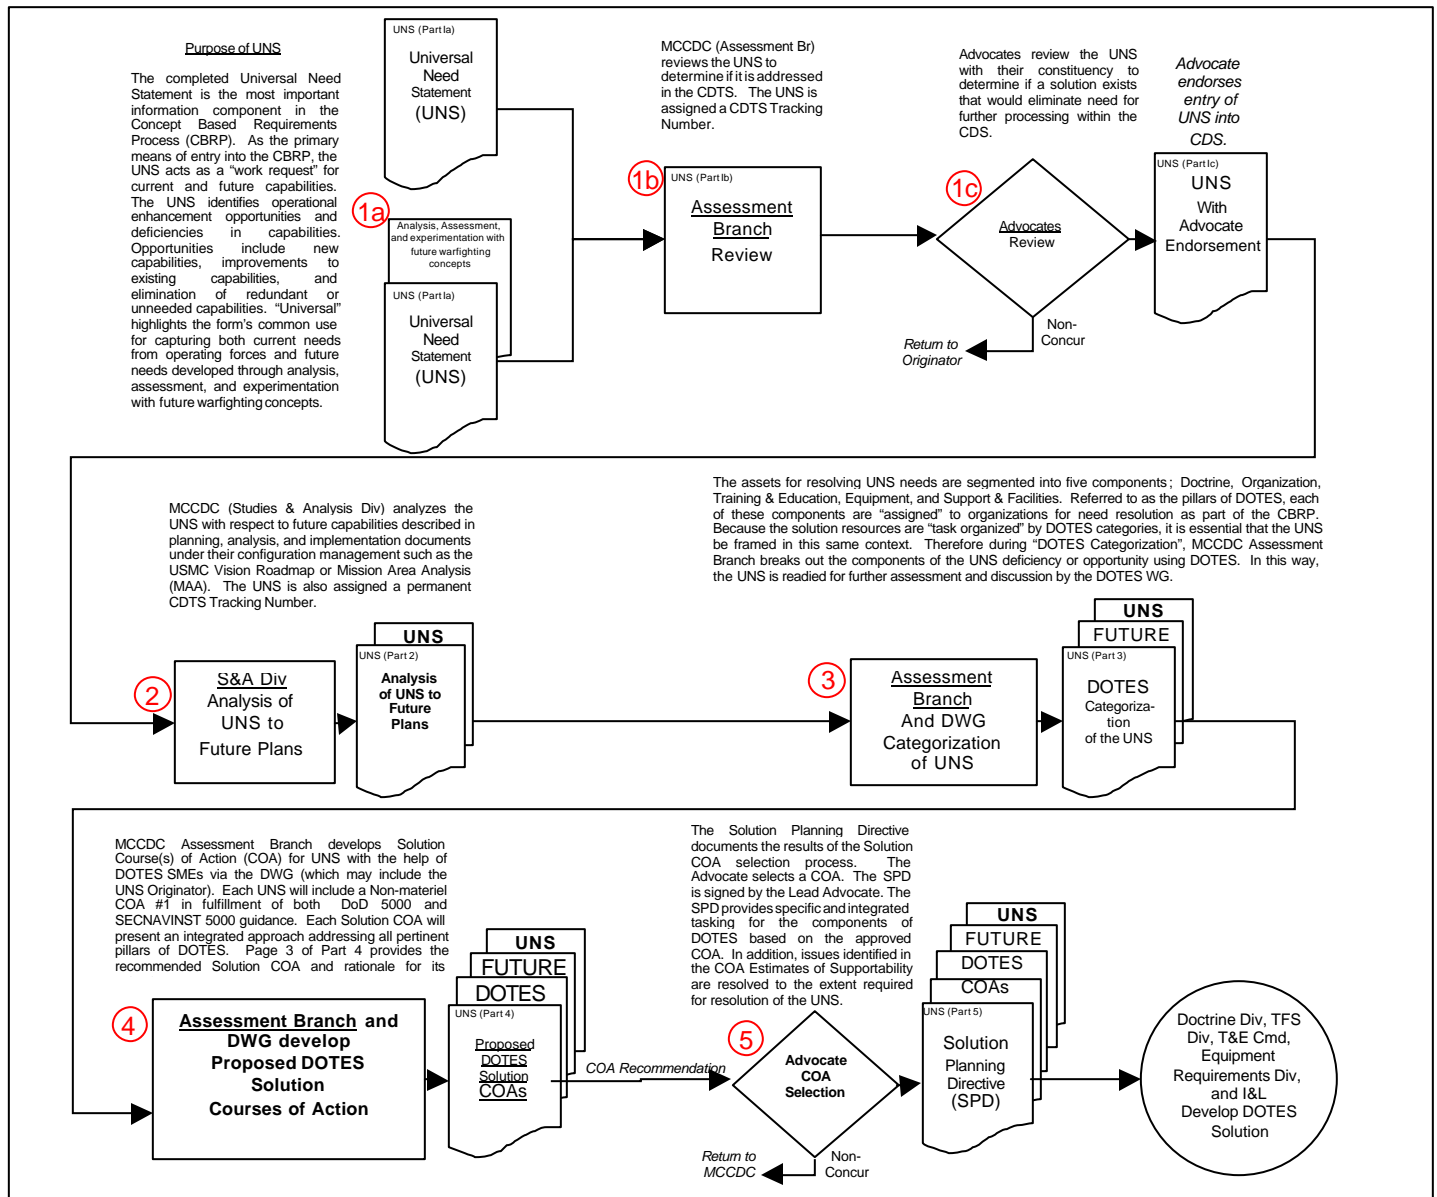 Purpose of UNS
The completed Universal Need
Statement is the most important
information component in the
Concept Based Requirements
Process (CBRP). As the primary
means of entry into the CBRP, the
UNS acts as a “work request” for
current and future capabilities.
The UNS identifies operational
enhancement opportunities and
deficiencies in capabilities.
Opportunities include new
capabilities, improvements to
existing capabilities, and
elimination of redundant or
unneeded capabilities. “Universal”
highlights the form’s common use
for capturing both current needs
from operating forces and future
needs developed through analysis,
assessment, and experimentation
with future warfighting concepts.
UNS (Part Ia)
Universal
Need
Statement
(UNS)
1a
Analysis, Assessment,
and experimentation with
future warfighting
concepts
UNS (Part Ia)
Universal
Need
Statement
(UNS)
MCCDC (Assessment Br)
reviews the UNS to
determine if it is addressed
in the CDTS. The UNS is
assigned a CDTS Tracking
Number.
1b
UNS (Part Ib)
Assessment
Branch
Review
Advocates review the UNS
with their constituency to
determine if a solution exists
that would eliminate need for
further processing within the
CDS.
1c
Advocates
Review
Non-
Concur
Return to
Originator
Advocate
endorses
entry of
UNS into
CDS.
UNS (Part Ic)
UNS
With
Advocate
Endorsement
MCCDC (Studies & Analysis Div) analyzes the
UNS with respect to future capabilities described in
planning, analysis, and implementation documents
under their configuration management such as the
USMC Vision Roadmap or Mission Area Analysis
(MAA). The UNS is also assigned a permanent
CDTS Tracking Number.
2
S&A Div
Analysis of
UNS to
Future Plans
UNS
UNS (Part 2)
Analysis
of UNS to
Future
Plans
The assets for resolving UNS needs are segmented into five components; Doctrine, Organization,
Training & Education, Equipment, and Support & Facilities. Referred to as the pillars of DOTES, each
of these components are “assigned” to organizations for need resolution as part of the CBRP.
Because the solution resources are “task organized” by DOTES categories, it is essential that the UNS
be framed in this same context. Therefore during “DOTES Categorization”, MCCDC Assessment
Branch breaks out the components of the UNS deficiency or opportunity using DOTES. In this way,
the UNS is readied for further assessment and discussion by the DOTES WG.
3
Assessment
Branch
And DWG
Categorization
of UNS
UNS
FUTURE
UNS (Part 3)
DOTES
Categoriza-
tion
of the UNS
MCCDC Assessment Branch develops Solution
Course(s) of Action (COA) for UNS with the help of
DOTES SMEs via the DWG (which may include the
UNS Originator). Each UNS will include a Non-materiel
COA #1 in fulfillment of both DoD 5000 and
SECNAVINST 5000 guidance. Each Solution COA will
present an integrated approach addressing all pertinent
pillars of DOTES. Page 3 of Part 4 provides the
recommended Solution COA and rationale for its
4
Assessment Branch and
DWG develop
Proposed DOTES
Solution
Courses of Action
UNS
FUTURE
DOTES
UNS (Part 4)
Proposed
DOTES
Solution
COAs
COA Recommendation
The Solution Planning Directive
documents the results of the Solution
COA selection process. The
Advocate selects a COA. The SPD
is signed by the Lead Advocate. The
SPD provides specific and integrated
tasking for the components of
DOTES based on the approved
COA. In addition, issues identified in
the COA Estimates of Supportability
are resolved to the extent required
for resolution of the UNS.
5
Advocate
COA
Selection
Non-
Concur
Return to
MCCDC
UNS
FUTURE
DOTES
COAs
UNS (Part 5)
Solution
Planning
Directive
(SPD)
Doctrine Div, TFS
Div, T&E Cmd,
Equipment
Requirements Div,
and I&L
Develop DOTES
Solution